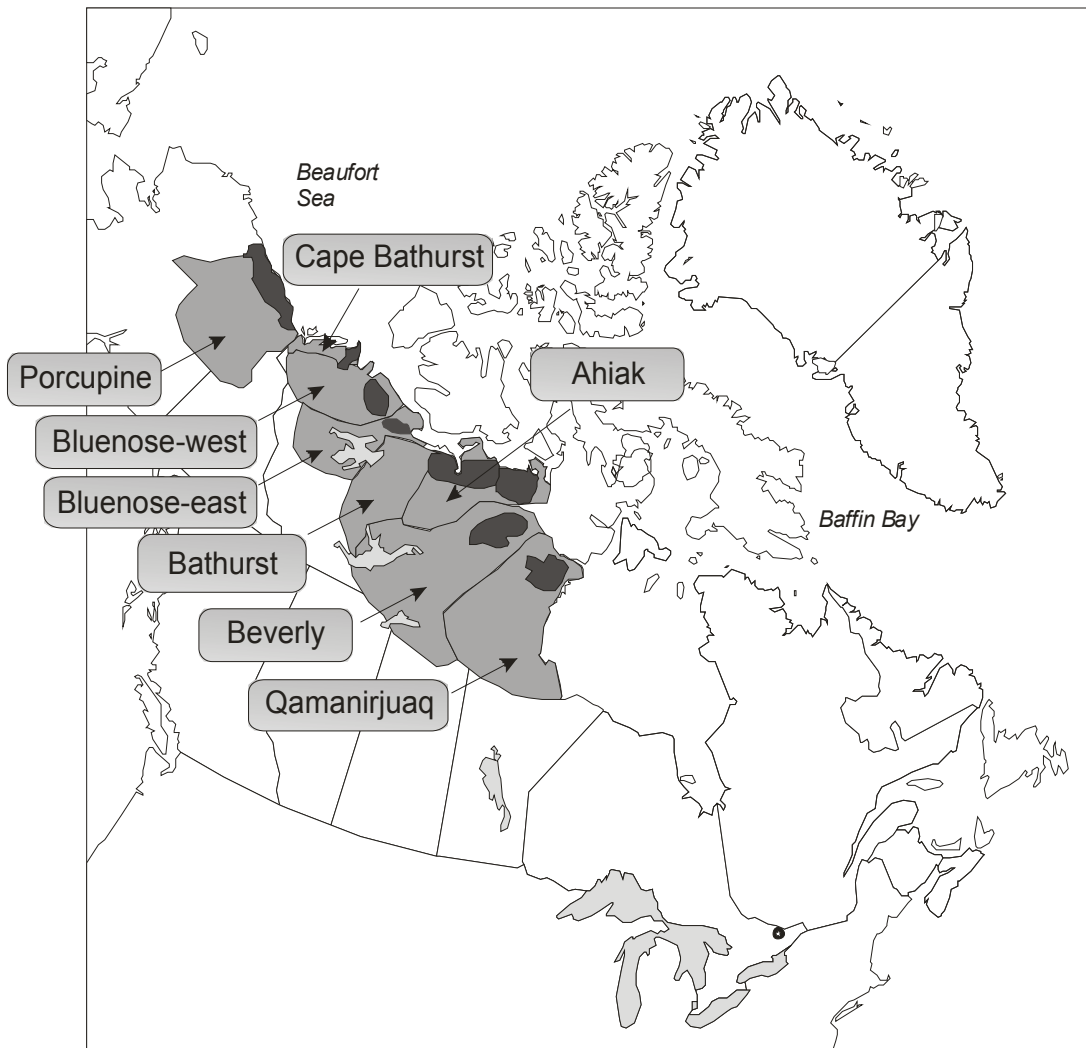 Beaufort
Sea
Cape Bathurst
Porcupine
Ahiak
Bluenose-west
Bluenose-east
Baffin Bay
Bathurst
Beverly
Qamanirjuaq